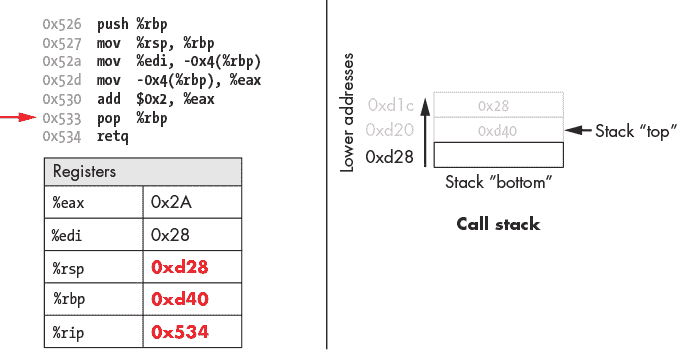 0x526 push %rbp
0x527 mov %rsp, %rbp
0x52a mov %edi, -0x4(%rbp)
0x52d mov -0x4(%rbp), %eax
0x530 add $0x2, %eax
0x533 pop %rbp
0x534 retq
Registers
%eax 0x2A
%edi 0x28
%rsp 0xd28
%rbp 0xd40
%rip 0x534
Lower addresses
0xd1c 0x28
0xd20 0xd40 Stack “top”
0xd28
Stack ”bottom”
Call stack